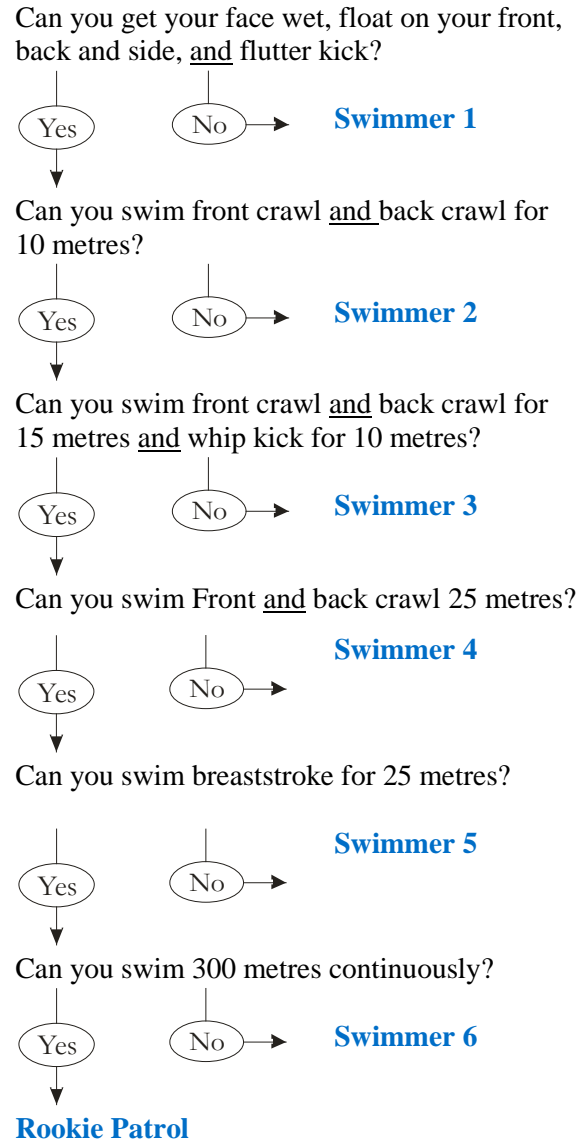 Can you get your face wet, float on your front,
back and side, and flutter kick?
Yes No Swimmer 1
Can you swim front crawl and back crawl for
10 metres?
Yes No Swimmer 2
Can you swim front crawl and back crawl for
15 metres and whip kick for 10 metres?
Yes No Swimmer 3
Can you swim Front and back crawl 25 metres?
Swimmer 4
Yes No
Can you swim breaststroke for 25 metres?
Swimmer 5
Yes No
Can you swim 300 metres continuously?
Yes No Swimmer 6
Rookie Patrol